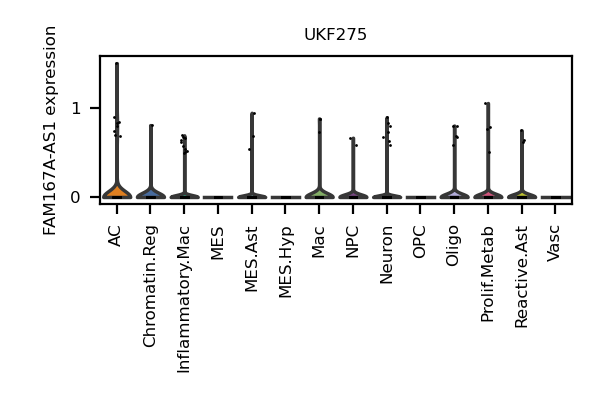 UKF275
FAM167A-AS1 expression
1
0
AC
Chromatin.Reg
Inflammatory.Mac
MES
MES.Ast
MES.Hyp
Mac
NPC
Neuron
OPC
Oligo
Prolif.Metab
Reactive.Ast
Vasc